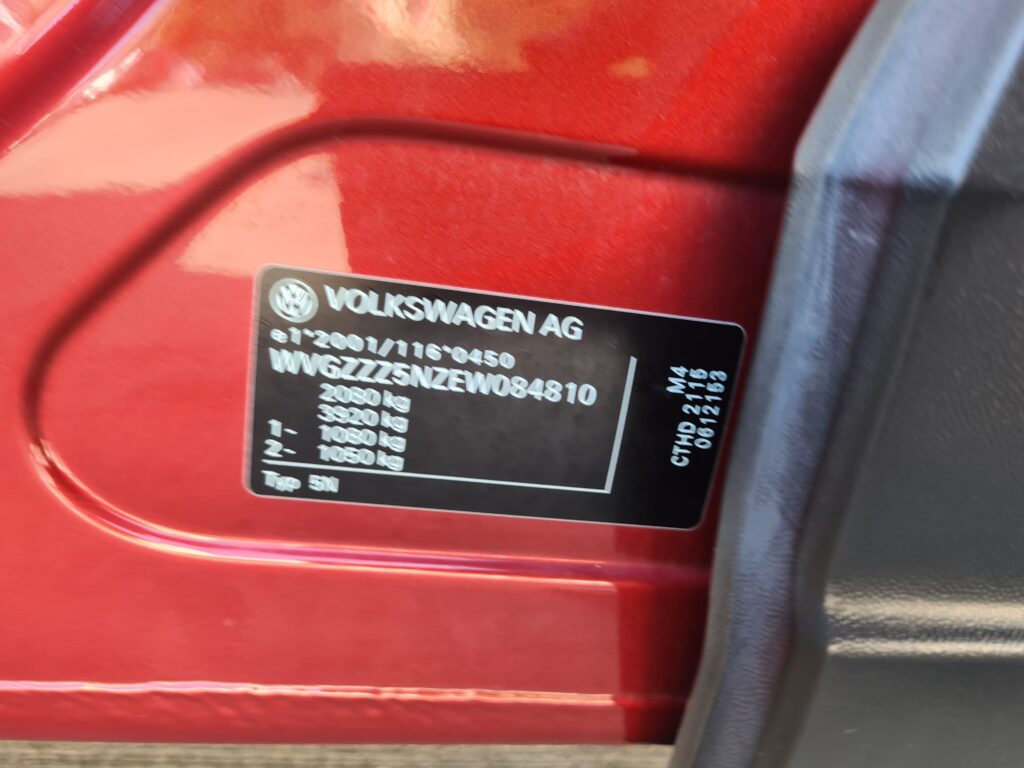 VOLKSWAGEN AG
e1*2001/116*0450
WVGZZZ5NZEW084810
2080 kg
3920 kg
1- 1080 kg
2- 1050 kg
Typ 5N
M4
CTHD 2115
0612153